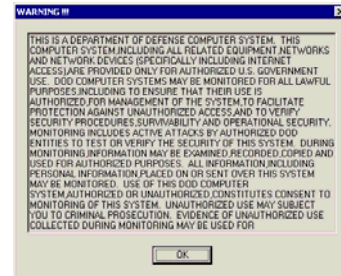 WARNING !!!
THIS IS A DEPARTMENT OF DEFENSE COMPUTER SYSTEM. THIS
COMPUTER SYSTEM,INCLUDING ALL RELATED EQUIPMENT,NETWORKS
AND NETWORK DEVICES (SPECIFICALLY INCLUDING INTERNET
ACCESS),ARE PROVIDED ONLY FOR AUTHORIZED U.S. GOVERNMENT
USE. DOD COMPUTER SYSTEMS MAY BE MONITORED FOR ALL LAWFUL
PURPOSES,INCLUDING TO ENSURE THAT THEIR USE IS
AUTHORIZED,FOR MANAGEMENT OF THE SYSTEM,TO FACILITATE
PROTECTION AGAINST UNAUTHORIZED ACCESS,AND TO VERIFY
SECURITY PROCEDURES,SURVIVABILITY AND OPERATIONAL SECURITY.
MONITORING INCLUDES ACTIVE ATTACKS BY AUTHORIZED DOD
ENTITIES TO TEST OR VERIFY THE SECURITY OF THIS SYSTEM. DURING
MONITORING,INFORMATION MAY BE EXAMINED,RECORDED,COPIED AND
USED FOR AUTHORIZED PURPOSES. ALL INFORMATION,INCLUDING
PERSONAL INFORMATION,PLACED ON OR SENT OVER THIS SYSTEM
MAY BE MONITORED. USE OF THIS DOD COMPUTER
SYSTEM,AUTHORIZED OR UNAUTHORIZED,CONSTITUTES CONSENT TO
MONITORING OF THIS SYSTEM. UNAUTHORIZED USE MAY SUBJECT
YOU TO CRIMINAL PROSECUTION. EVIDENCE OF UNAUTHORIZED USE
COLLECTED DURING MONITORING MAY BE USED FOR
OK